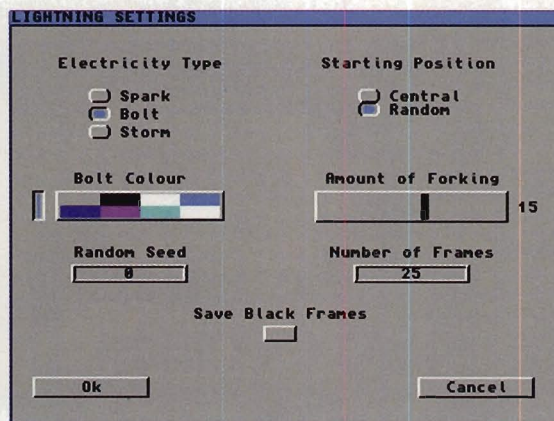 LIGHTNING SETTINGS
Electricity Type
Spark
Bolt
Storm
Starting Position
Central
Random
Bolt Colour
Amount of Forking
15
Random Seed
0
Number of Frames
25
Save Black Frames
Ok
Cancel